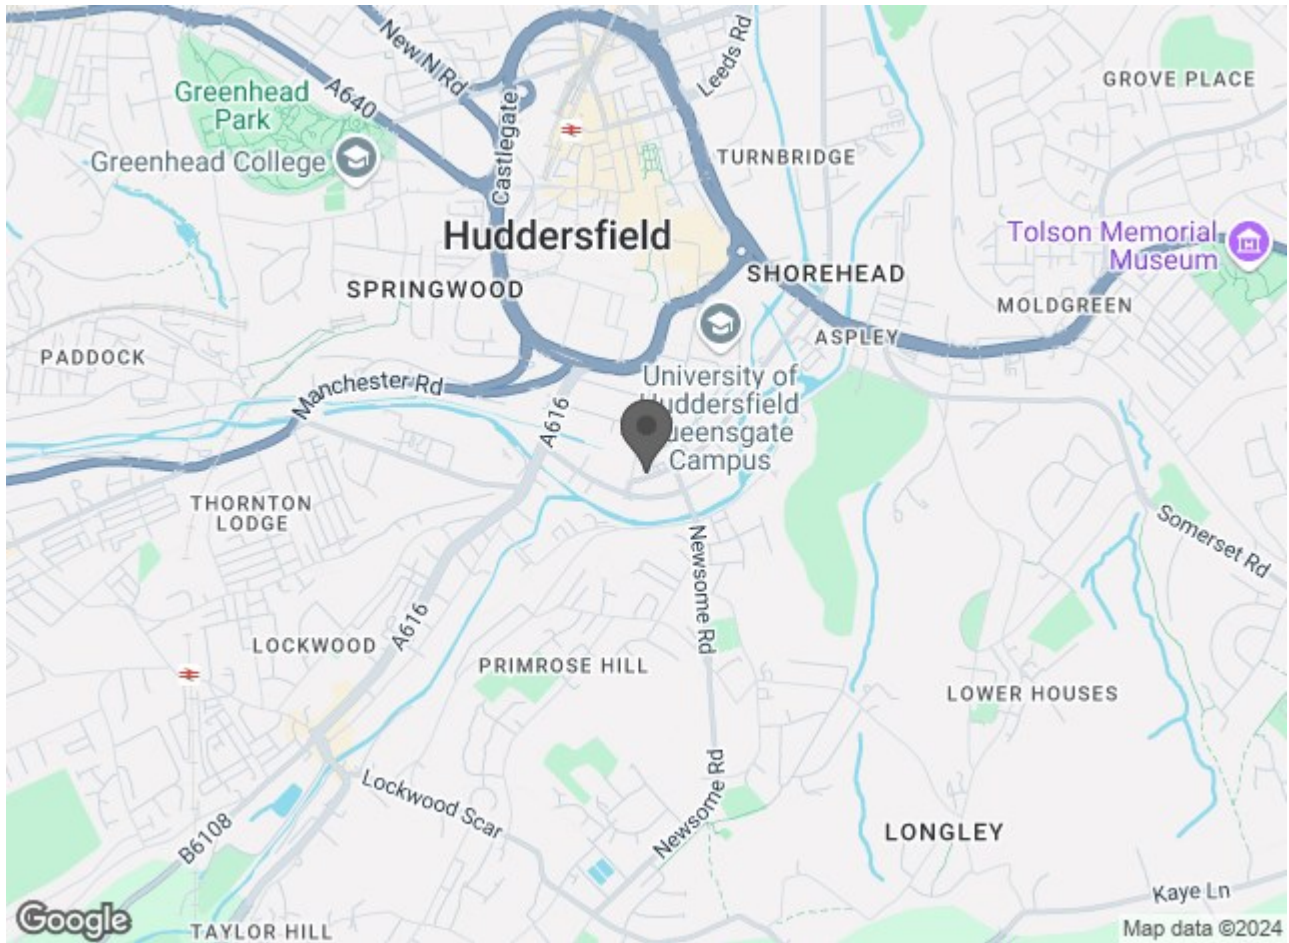 New N Rd
Leeds Rd
GROVE PLACE
Greenhead
Park
A640
Castlegate
Greenhead College
TURNBRIDGE
Huddersfield
Tolson Memorial
Museum
SHOREHEAD
SPRINGWOOD
MOLDGREEN
ASPLEY
PADDOCK
Manchester Rd
University of
Huddersfield
Queensgate
Campus
A616
THORNTON
LODGE
Somerset Rd
Newsome Rd
A616
LOCKWOOD
PRIMROSE HILL
LOWER HOUSES
Newsome Rd
Lockwood Scar
B6108
LONGLEY
Kaye Ln
Google
TAYLOR HILL
Map data ©2024